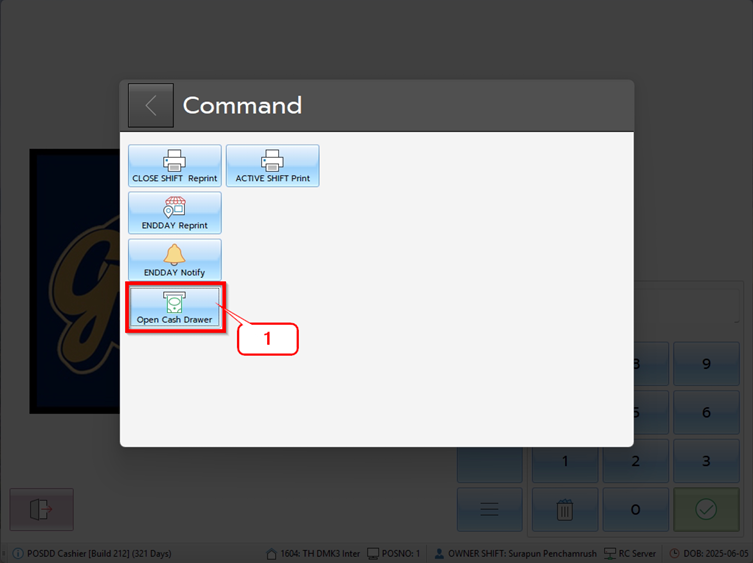 Command
CLOSE SHIFT Reprint
ACTIVE SHIFT Print
ENDDAY Reprint
ENDDAY Notify
Open Cash Drawer
1
9
6
1
2
3
0
POSDD Cashier [Build 212] (321 Days)
1604: TH DMK3 Inter
POSNO: 1
OWNER SHIFT: Surapun Penchamrush
RC Server
DOB: 2025-06-05